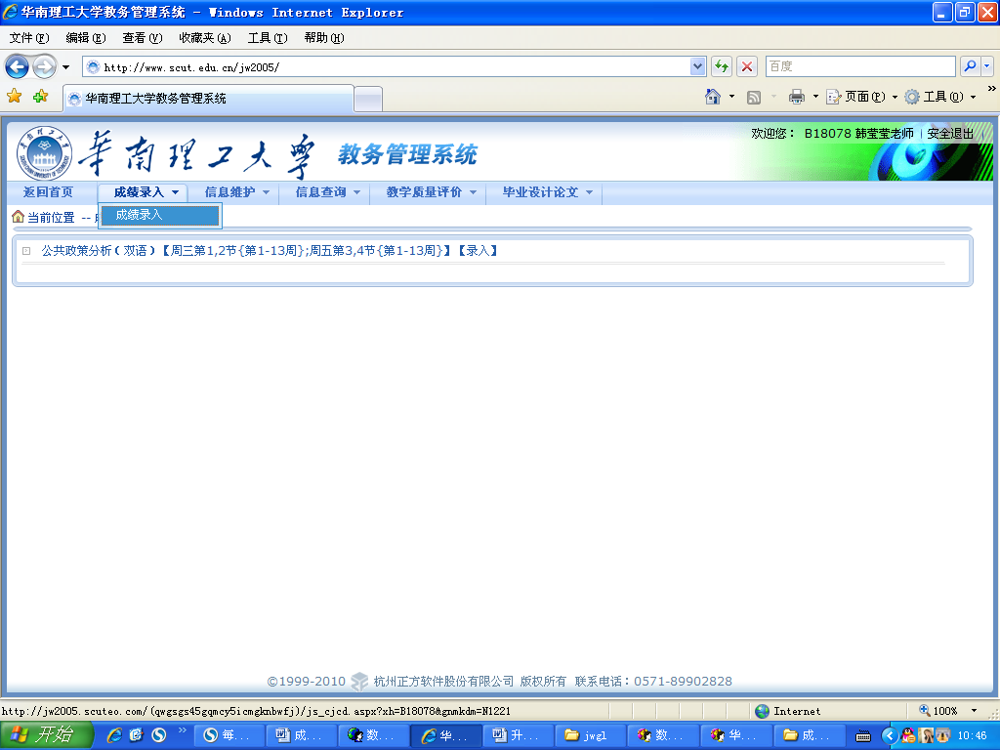 华南理工大学教务管理系统 - Windows Internet Explorer
文件(F) 编辑(E) 查看(V) 收藏夹(A) 工具(T) 帮助(H)
http://www.scut.edu.cn/jw2005/ 百度
华南理工大学教务管理系统 页面(P) 工具(O) »
华南理工大学 教务管理系统 欢迎您： B18078 韩莹莹老师 | 安全退出
返回首页 成绩录入 信息维护 信息查询 教学质量评价 毕业设计论文
成绩录入
当前位置 --
公共政策分析(双语)【周三第1,2节{第1-13周};周五第3,4节{第1-13周}】【录入】
©1999-2010 杭州正方软件股份有限公司 版权所有 联系电话：0571-89902828
http://jw2005.scuteo.com/(qwgsgs45gqmcy5icmgknbwfj)/js_cjcd.aspx?xh=B18078&gnmkdm=N1221 Internet 100%
开始 » 每... 成... 数... 华... 升... jwgl 数... 华... 成... 10:46